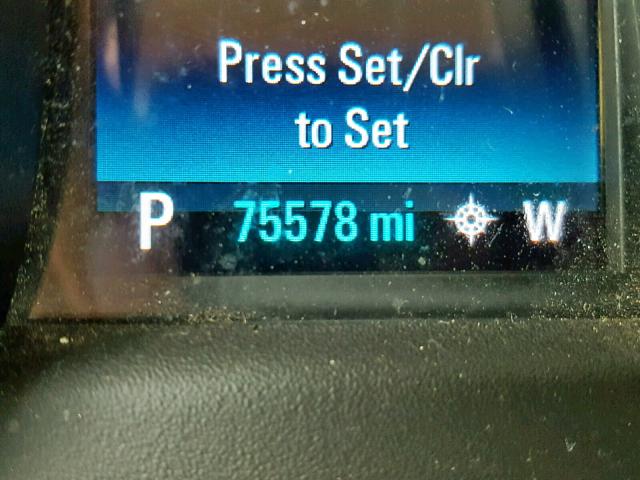 Press Set/Clr
to Set
P 75578 mi W